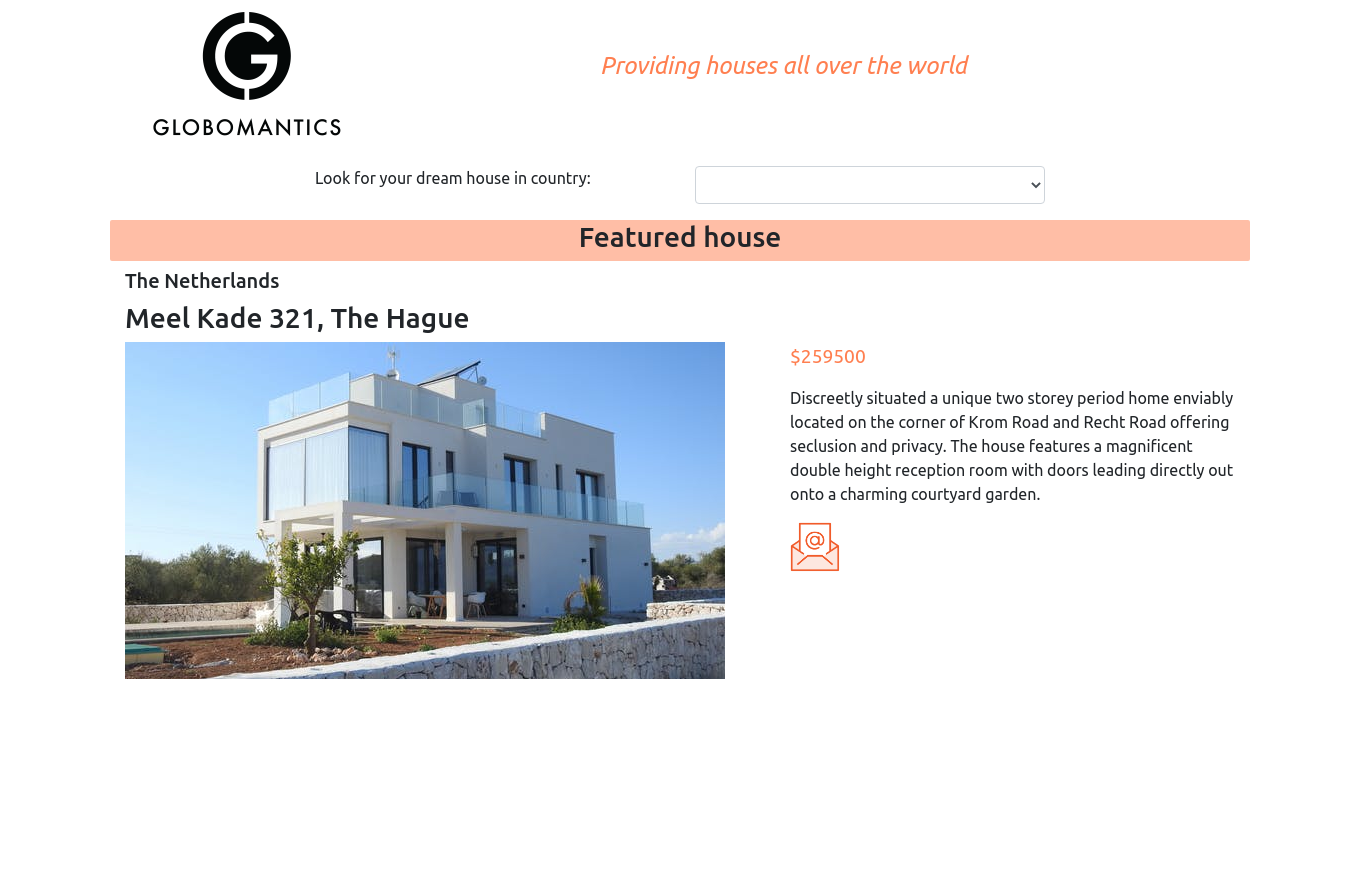 GLOBOMANTICS
Providing houses all over the world
Look for your dream house in country:
Featured house
The Netherlands
Meel Kade 321, The Hague
$259500
Discreetly situated a unique two storey period home enviably
located on the corner of Krom Road and Recht Road offering
seclusion and privacy. The house features a magnificent
double height reception room with doors leading directly out
onto a charming courtyard garden.
@